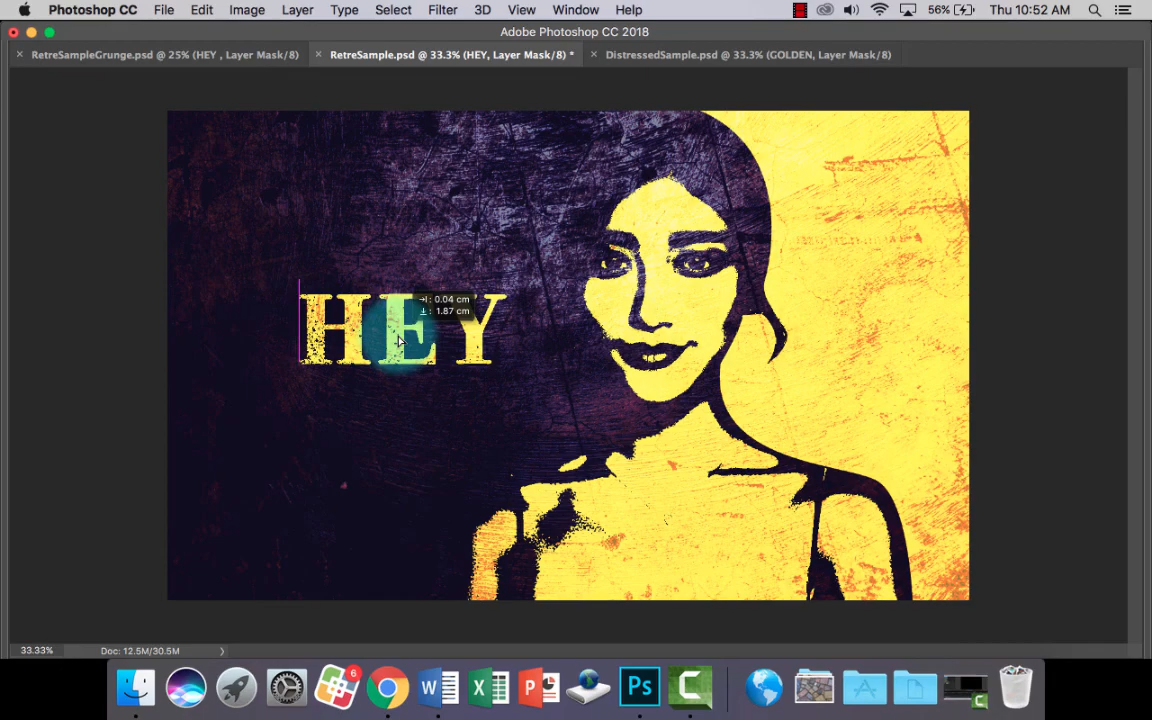 Photoshop CC File Edit Image Layer Type Select Filter 3D View Window Help 56% Thu 10:52 AM
Adobe Photoshop CC 2018
× RetreSampleGrunge.psd @ 25% (HEY , Layer Mask/8) × RetreSample.psd @ 33.3% (HEY, Layer Mask/8) * × DistressedSample.psd @ 33.3% (GOLDEN, Layer Mask/8)
: 0.04 cm
: 1.87 cm
HEY
33.33% Doc: 12.5M/30.5M
6
W X P Ps C